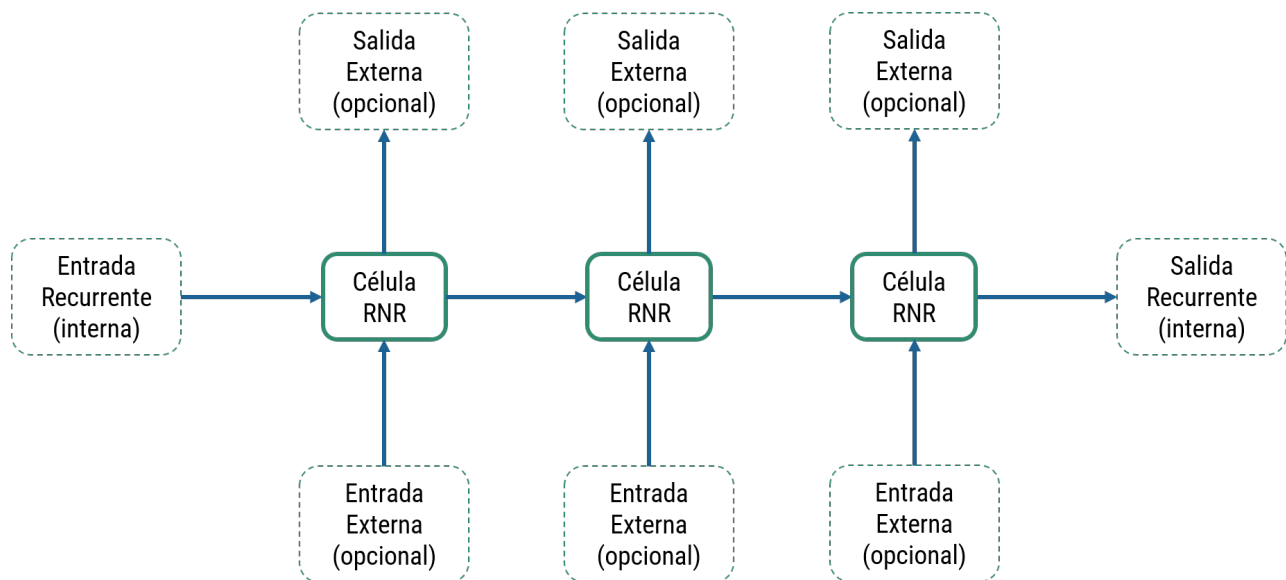 Salida
Externa
(opcional)
Salida
Externa
(opcional)
Salida
Externa
(opcional)
Entrada
Recurrente
(interna)
Célula
RNR
Célula
RNR
Célula
RNR
Salida
Recurrente
(interna)
Entrada
Externa
(opcional)
Entrada
Externa
(opcional)
Entrada
Externa
(opcional)